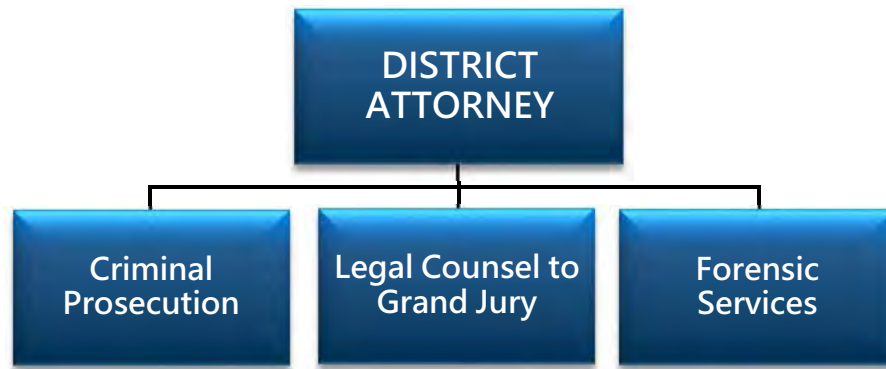 DISTRICT
ATTORNEY
Criminal
Prosecution
Legal Counsel to
Grand Jury
Forensic
Services